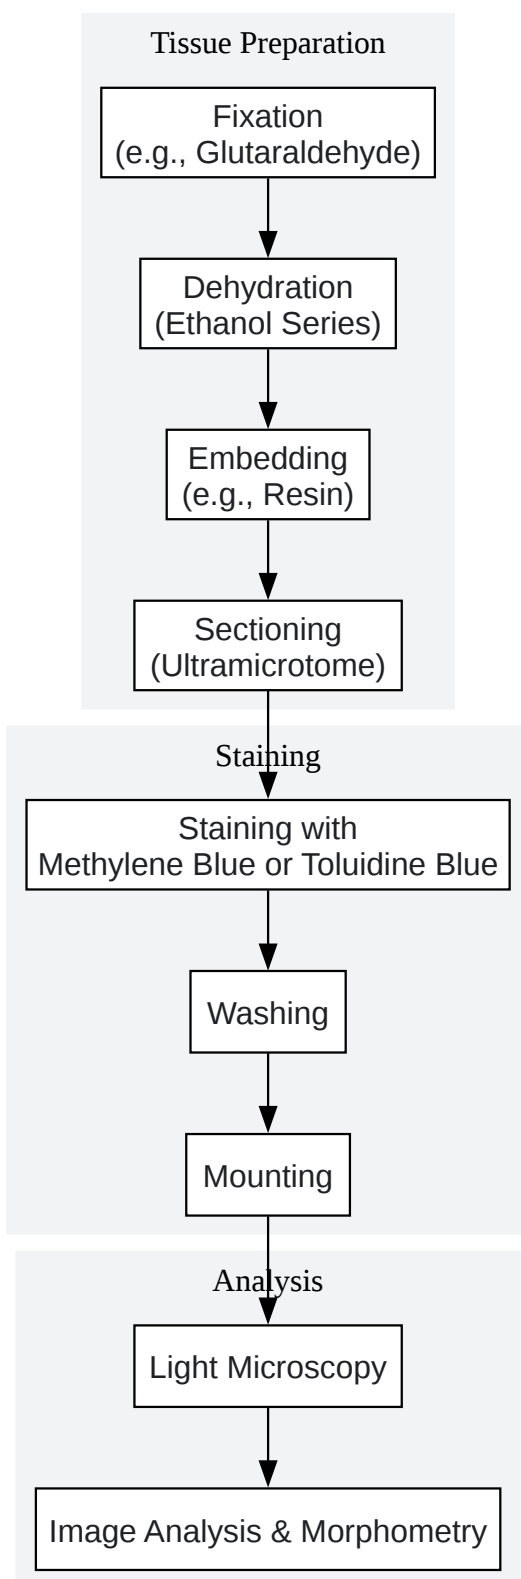 Tissue Preparation
Fixation
(e.g., Glutaraldehyde)
Dehydration
(Ethanol Series)
Embedding
(e.g., Resin)
Sectioning
(Ultramicrotome)
Staining
Staining with
Methylene Blue or Toluidine Blue
Washing
Mounting
Analysis
Light Microscopy
Image Analysis & Morphometry